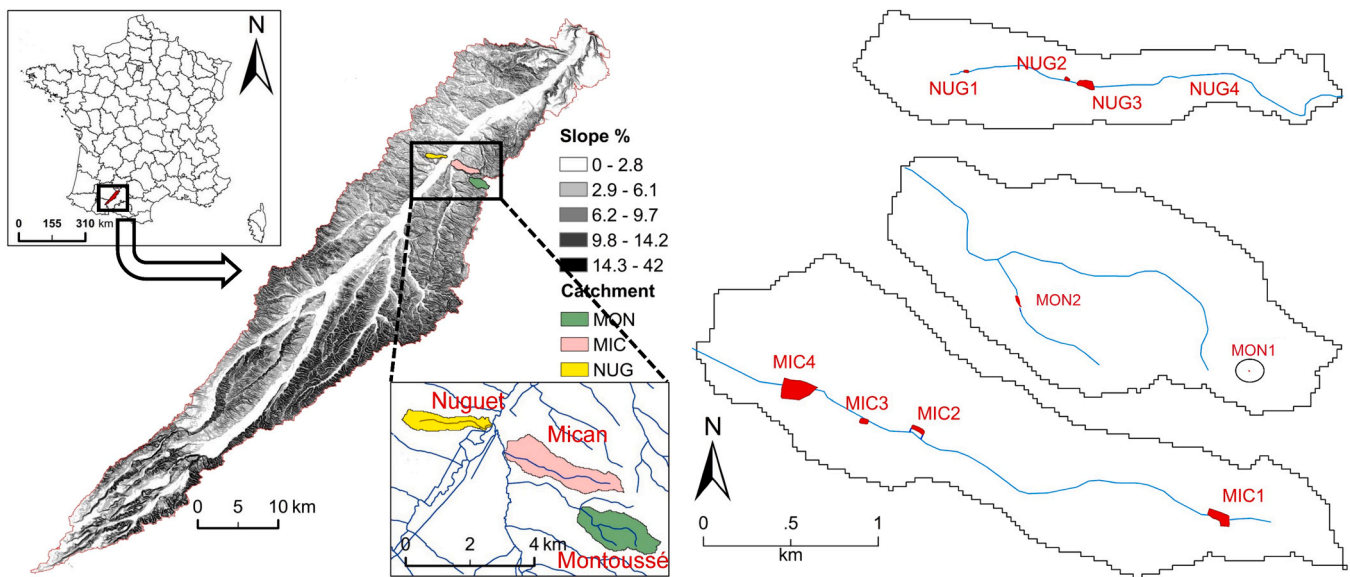 N
0 155 310 km
Slope %
0 - 2.8
2.9 - 6.1
6.2 - 9.7
9.8 - 14.2
14.3 - 42
Catchment
MON
MIC
NUG
0 5 10 km
Nuguet
Mican
Montoussé
0 2 4 km
NUG1
NUG2
NUG3
NUG4
MON2
MON1
MIC4
MIC3
MIC2
MIC1
N
0 .5 1
km